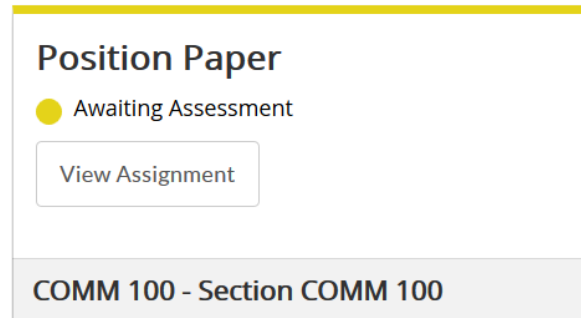 Position Paper
Awaiting Assessment
View Assignment
COMM 100 - Section COMM 100